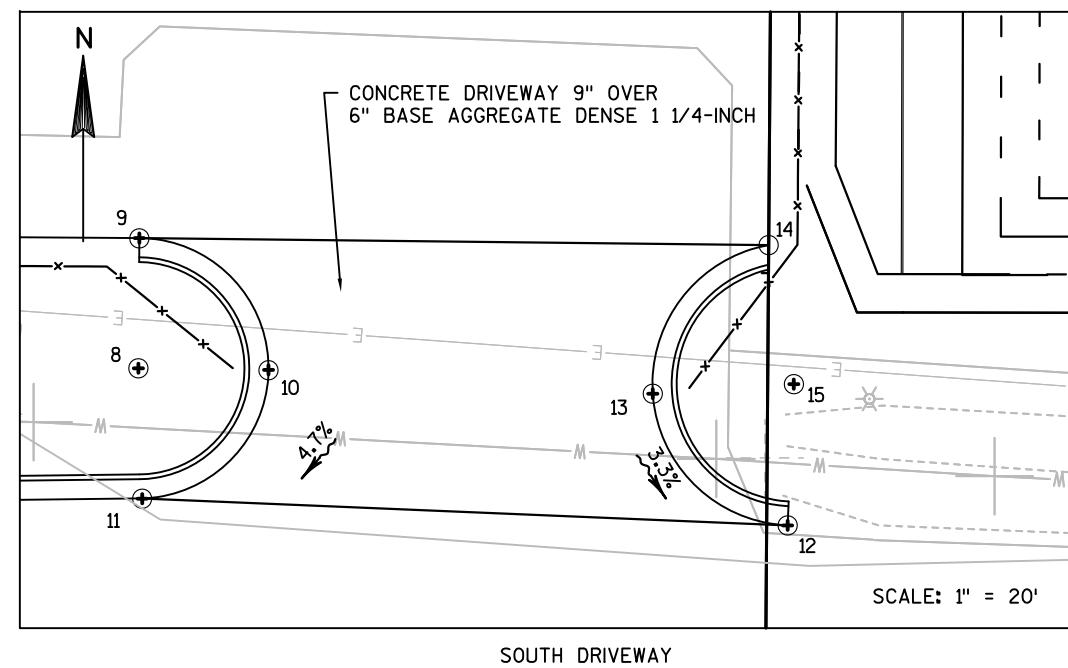 N
CONCRETE DRIVEWAY 9" OVER
6" BASE AGGREGATE DENSE 1 1/4-INCH
9
14
E
E
E
E
8
10
13
15
W
W
W
W
W
4.7%
3.3%
11
12
SCALE: 1" = 20'
SOUTH DRIVEWAY